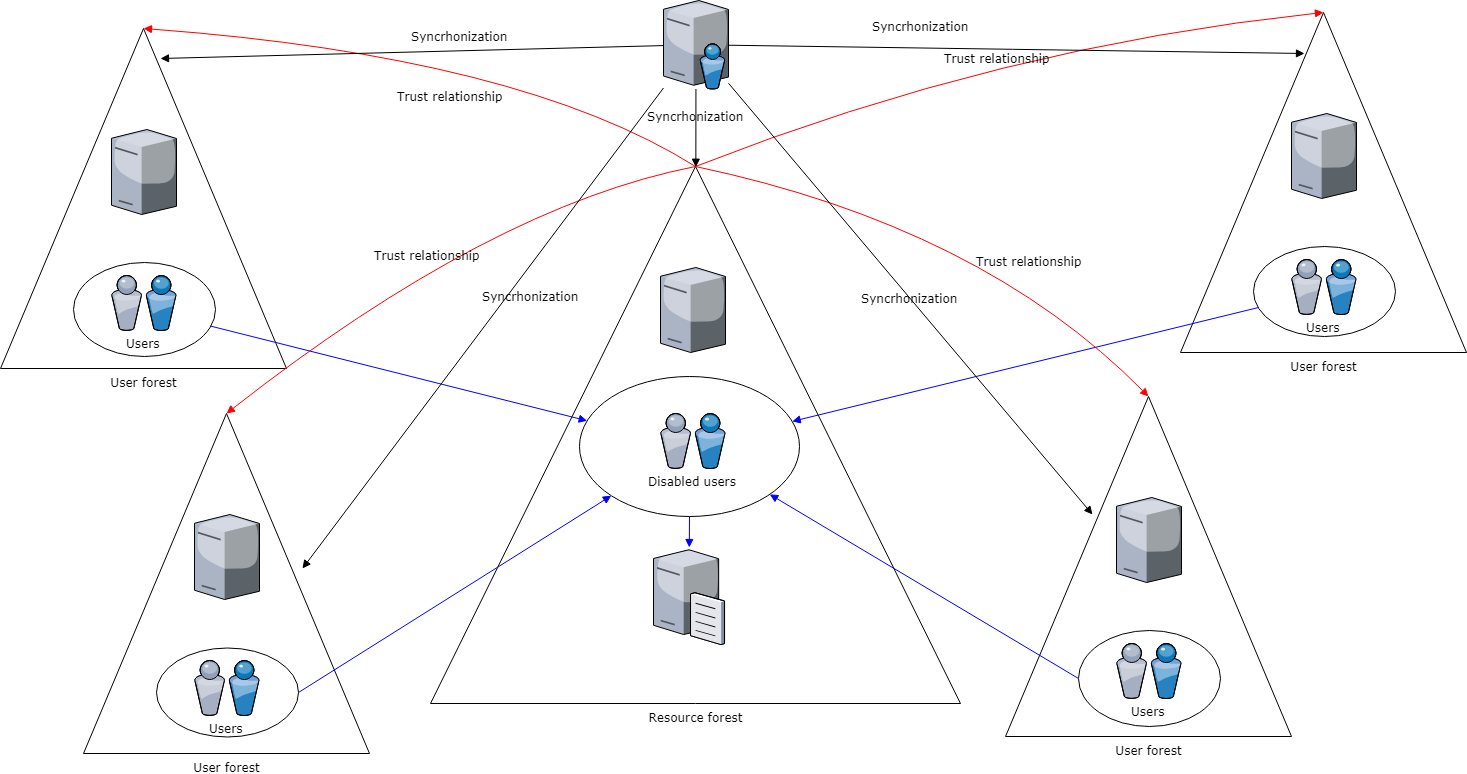 Syncrhonization
Syncrhonization
Trust relationship
Trust relationship
Syncrhonization
Trust relationship
Trust relationship
Syncrhonization
Syncrhonization
Users
Users
User forest
User forest
Disabled users
Users
Users
Resource forest
User forest
User forest